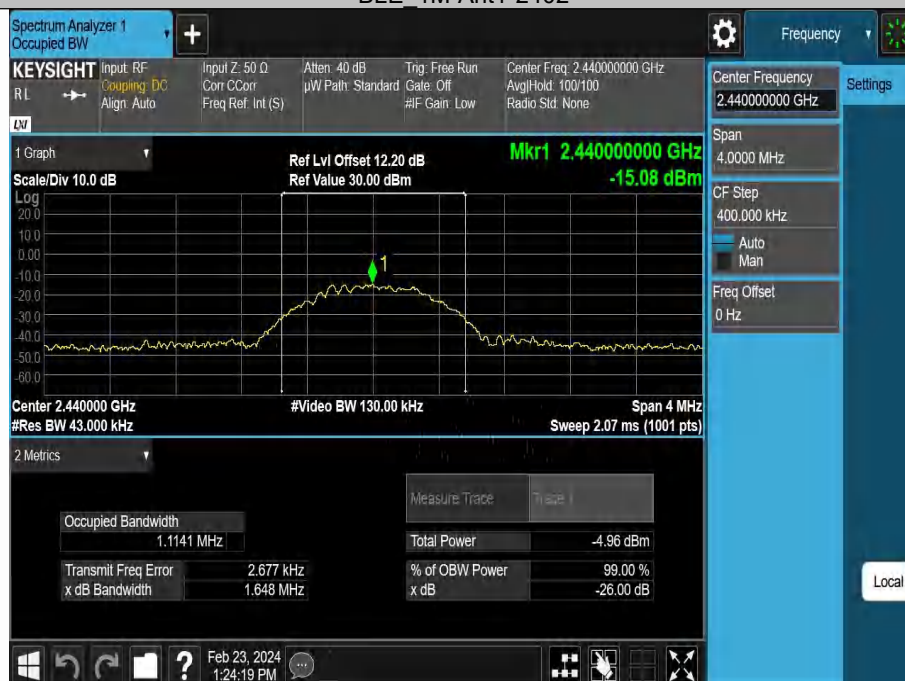 Spectrum Analyzer 1
Occupied BW
Frequency
KEYSIGHT
RL
LXI
Input: RF
Coupling: DC
Align: Auto
Input Z: 50 Ω
Corr CCorr
Freq Ref: Int (S)
Atten: 40 dB
µW Path: Standard
Trig: Free Run
Gate: Off
#IF Gain: Low
Center Freq: 2.440000000 GHz
Avg|Hold: 100/100
Radio Std: None
Center Frequency
2.440000000 GHz
Settings
Span
4.0000 MHz
CF Step
400.000 kHz
Auto
Man
Freq Offset
0 Hz
Local
1 Graph
Scale/Div 10.0 dB
Ref Lvl Offset 12.20 dB
Ref Value 30.00 dBm
Mkr1 2.440000000 GHz
-15.08 dBm
Log
20.0
10.0
0.00
-10.0
-20.0
-30.0
-40.0
-50.0
-60.0
1
Center 2.440000 GHz
#Res BW 43.000 kHz
#Video BW 130.00 kHz
Span 4 MHz
Sweep 2.07 ms (1001 pts)
2 Metrics
Measure Trace Trace 1
Occupied Bandwidth
1.1141 MHz
Total Power -4.96 dBm
Transmit Freq Error 2.677 kHz
% of OBW Power 99.00 %
x dB Bandwidth 1.648 MHz
x dB -26.00 dB
Feb 23, 2024
1:24:19 PM